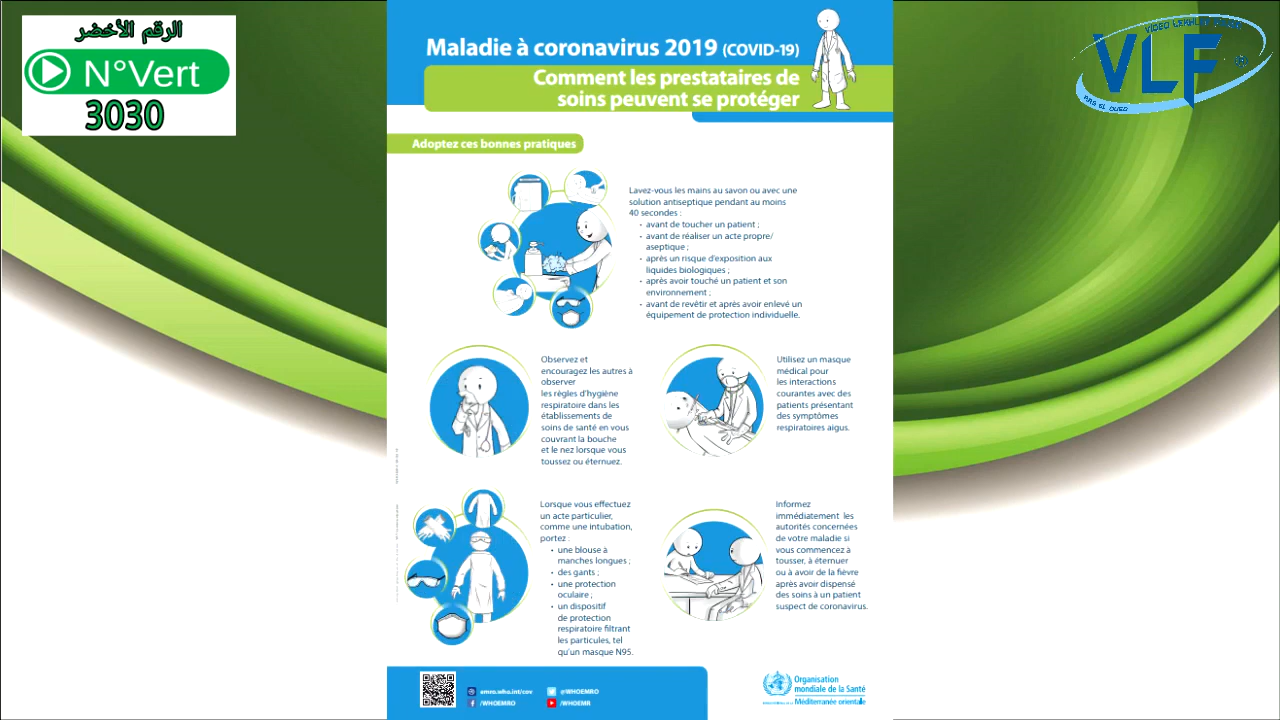 الرقم الأخضر
N°Vert
3030
Maladie à coronavirus 2019 (COVID-19)
Comment les prestataires de
soins peuvent se protéger
VIDEO LEKHLIFI
VLF
®
RAS EL OUED
Adoptez ces bonnes pratiques
Lavez-vous les mains au savon ou avec une
solution antiseptique pendant au moins
40 secondes :
• avant de toucher un patient ;
• avant de réaliser un acte propre/
aseptique ;
• après un risque d'exposition aux
liquides biologiques ;
• après avoir touché un patient et son
environnement ;
• avant de revêtir et après avoir enlevé un
équipement de protection individuelle.
Observez et
encouragez les autres à
observer
les règles d'hygiène
respiratoire dans les
établissements de
soins de santé en vous
couvrant la bouche
et le nez lorsque vous
toussez ou éternuez.
Utilisez un masque
médical pour
les interactions
courantes avec des
patients présentant
des symptômes
respiratoires aigus.
Lorsque vous effectuez
un acte particulier,
comme une intubation,
portez :
• une blouse à
manches longues ;
• des gants ;
• une protection
oculaire ;
• un dispositif
de protection
respiratoire filtrant
les particules, tel
qu'un masque N95.
Informez
immédiatement les
autorités concernées
de votre maladie si
vous commencez à
tousser, à éternuer
ou à avoir de la fièvre
après avoir dispensé
des soins à un patient
suspect de coronavirus.
emro.who.int/cov
@WHOEMRO
/WHOEMRO
/WHOEMR
Organisation
mondiale de la Santé
Méditerranée orientale